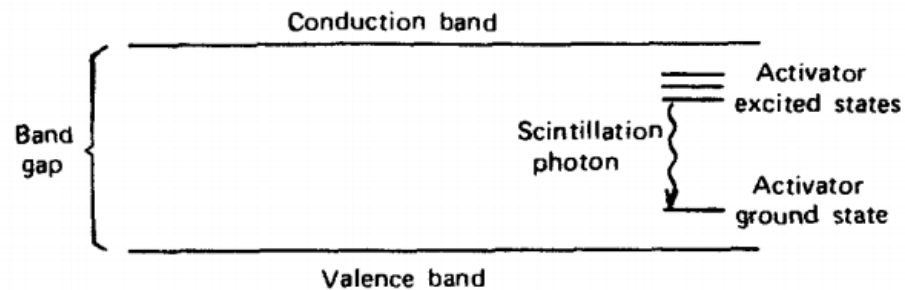 Conduction band
Band
gap
Activator
excited states
Scintillation
photon
Activator
ground state
Valence band